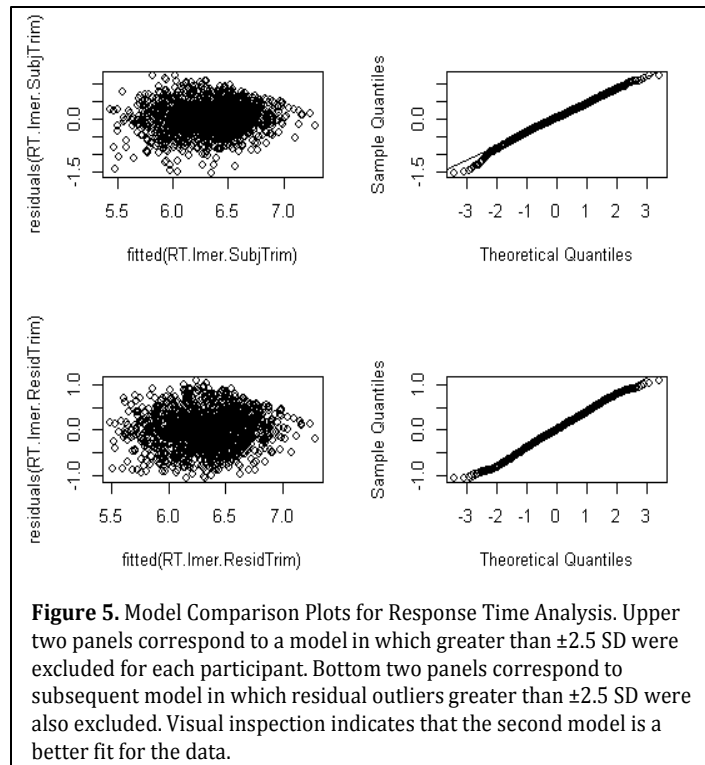 residuals(RT.lmer.SubjTrim)
0.0
-1.5
5.5 6.0 6.5 7.0
fitted(RT.lmer.SubjTrim)
Sample Quantiles
0.0
-1.5
-3 -2 -1 0 1 2 3
Theoretical Quantiles
residuals(RT.lmer.ResidTrim)
1.0
0.0
-1.0
5.5 6.0 6.5 7.0
fitted(RT.lmer.ResidTrim)
Sample Quantiles
1.0
0.0
-1.0
-3 -2 -1 0 1 2 3
Theoretical Quantiles
Figure 5. Model Comparison Plots for Response Time Analysis. Upper
two panels correspond to a model in which greater than ±2.5 SD were
excluded for each participant. Bottom two panels correspond to
subsequent model in which residual outliers greater than ±2.5 SD were
also excluded. Visual inspection indicates that the second model is a
better fit for the data.